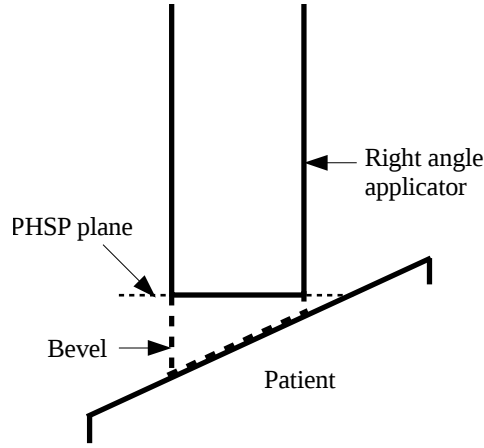 Right angle
applicator
PHSP plane
Bevel
Patient